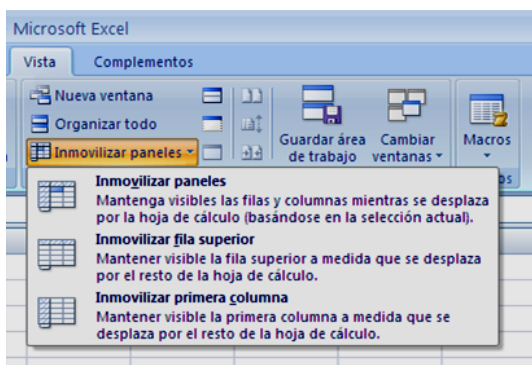 Microsoft Excel
Vista Complementos
Nueva ventana
Organizar todo
Inmovilizar paneles
Guardar área de trabajo
Cambiar ventanas
Macros
os
Inmovilizar paneles
Mantenga visibles las filas y columnas mientras se desplaza
por la hoja de cálculo (basándose en la selección actual).
Inmovilizar fila superior
Mantener visible la fila superior a medida que se desplaza
por el resto de la hoja de cálculo.
Inmovilizar primera columna
Mantener visible la primera columna a medida que se
desplaza por el resto de la hoja de cálculo.